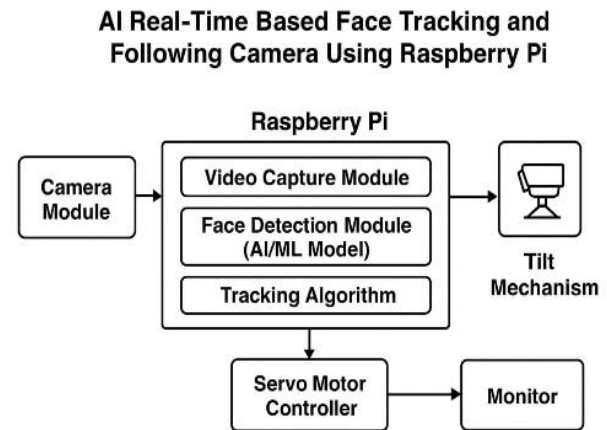 AI Real-Time Based Face Tracking and
Following Camera Using Raspberry Pi
Raspberry Pi
Camera
Module
Video Capture Module
Face Detection Module
(AI/ML Model)
Tracking Algorithm
Tilt
Mechanism
Servo Motor
Controller
Monitor